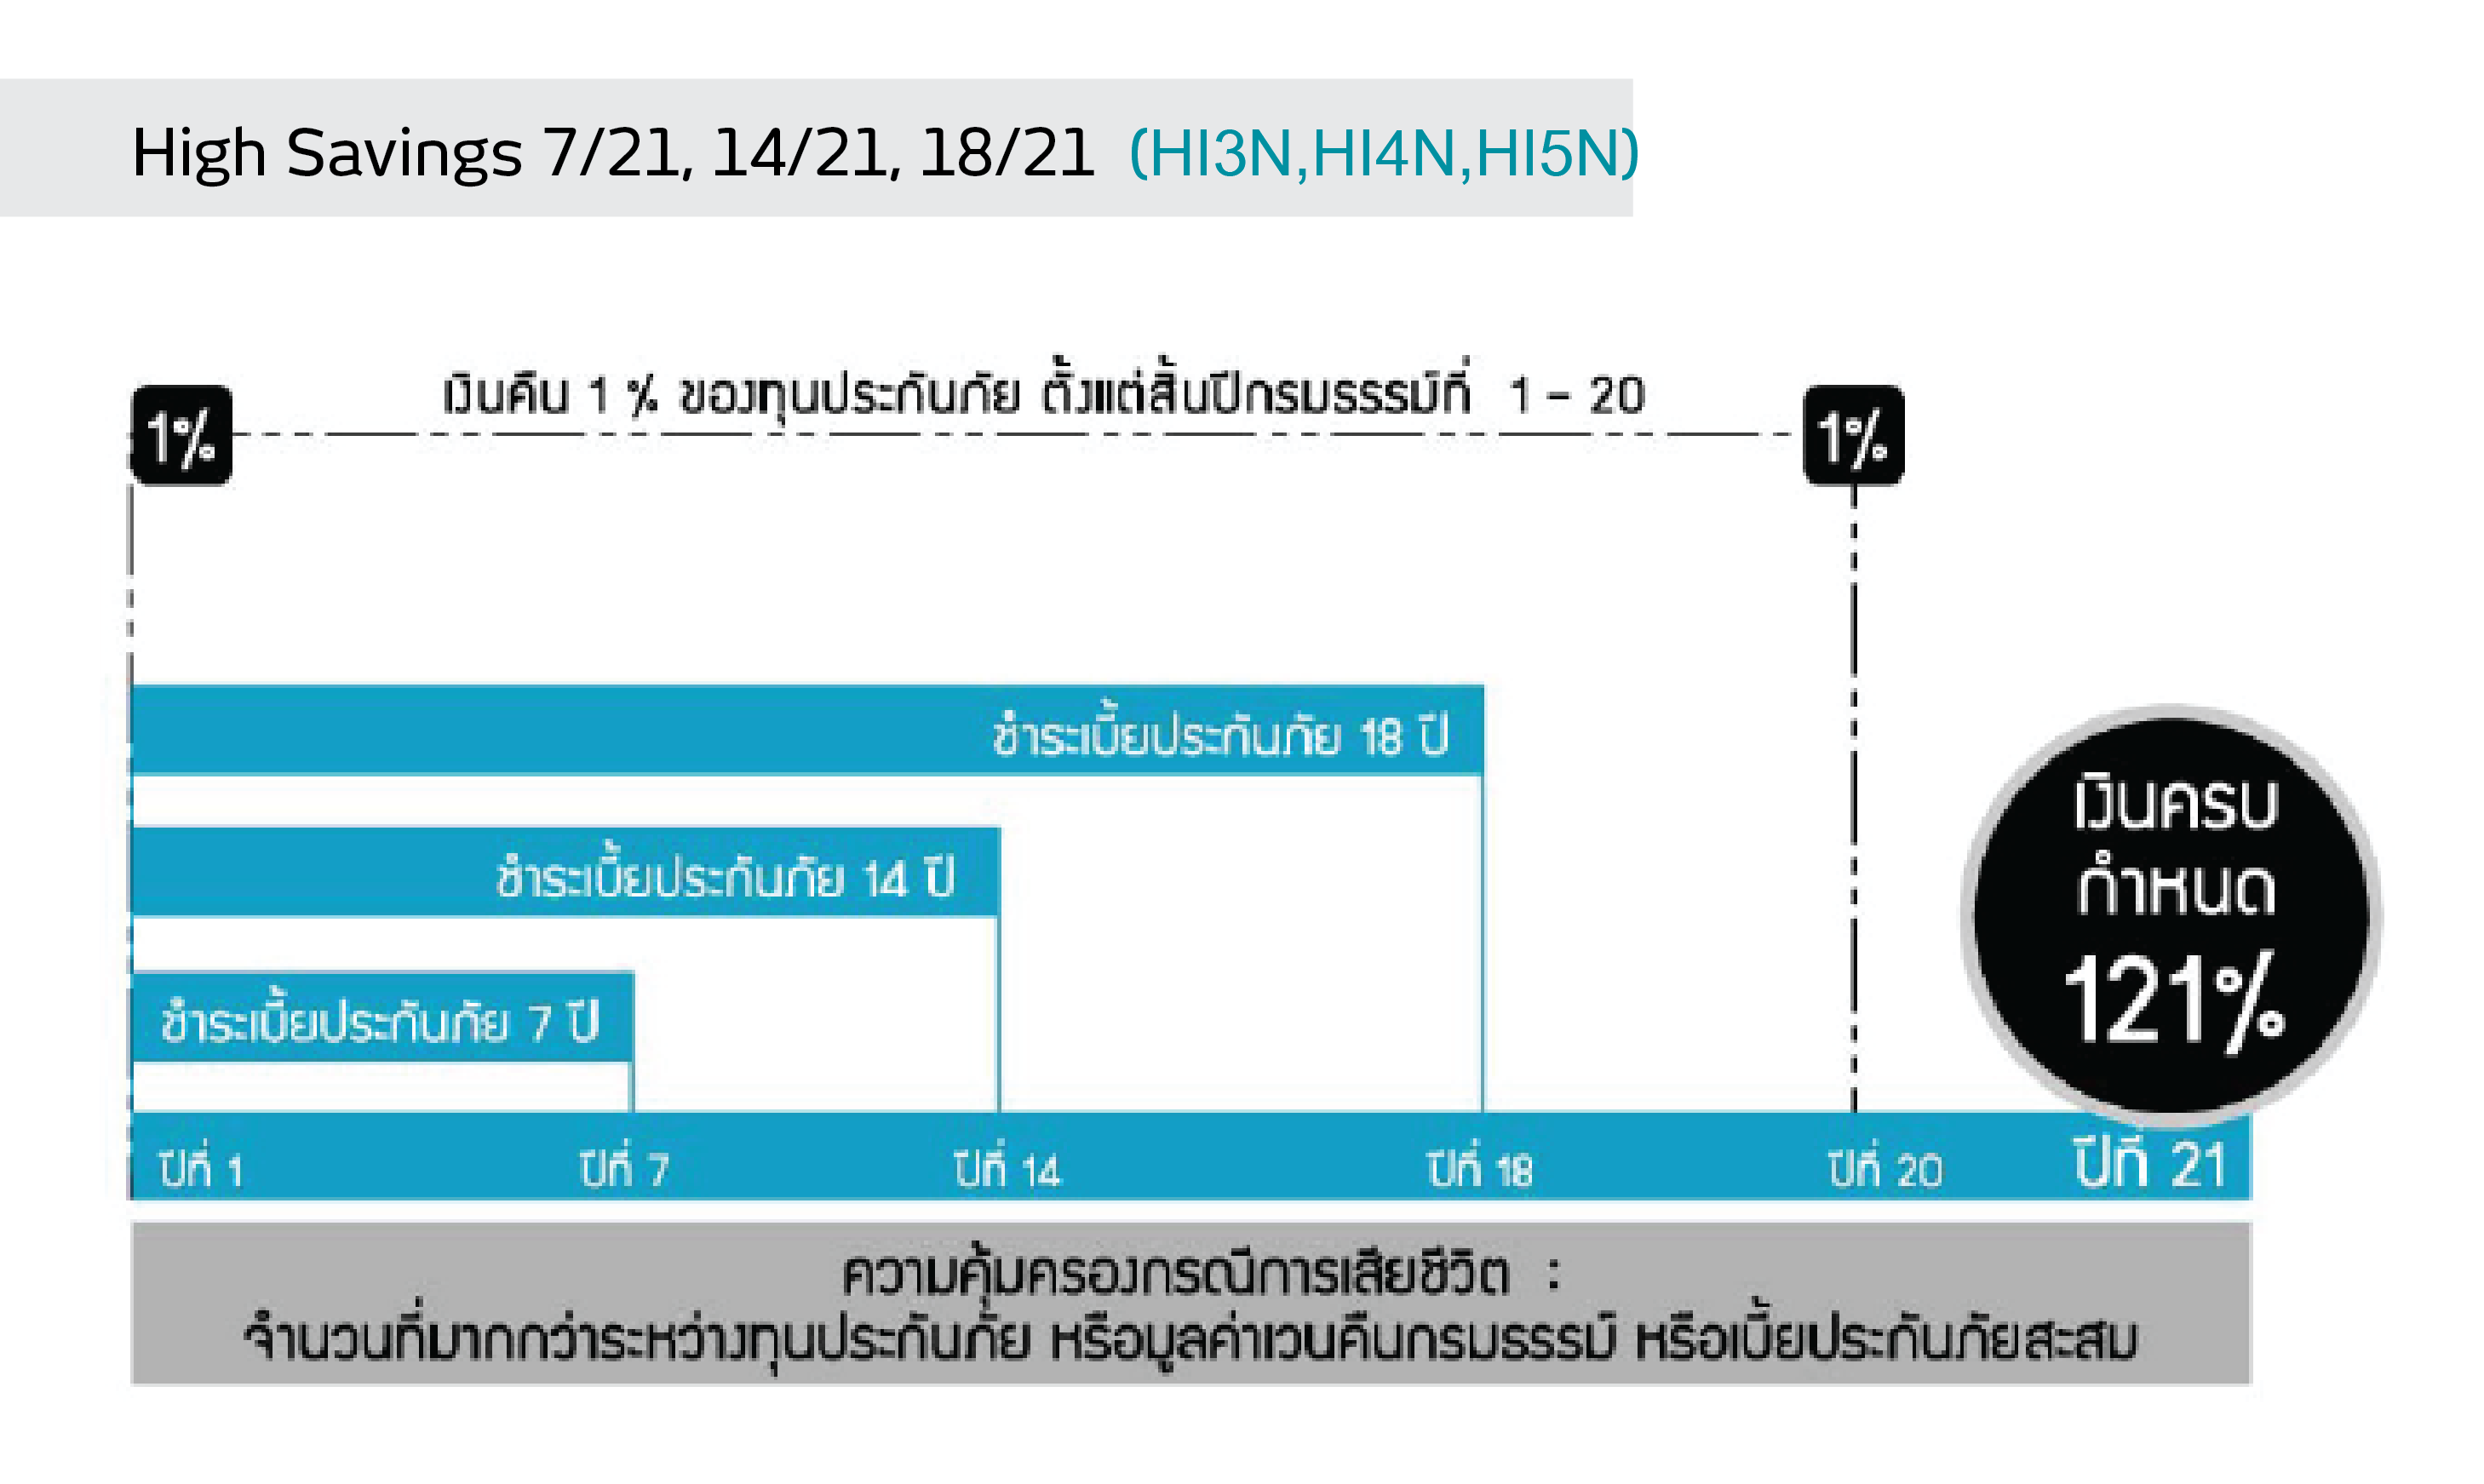 High Savings 7/21, 14/21, 18/21 (HI3N,HI4N,HI5N)
เงินคืน 1 % ของทุนประกันภัย ตั้งแต่สิ้นปีกรมธรรม์ที่ 1 - 20
1%
1%
ชำระเบี้ยประกันภัย 18 ปี
ชำระเบี้ยประกันภัย 14 ปี
ชำระเบี้ยประกันภัย 7 ปี
เงินครบ
กำหนด
121%
ปีที่ 1 ปีที่ 7 ปีที่ 14 ปีที่ 18 ปีที่ 20 ปีที่ 21
ความคุ้มครองกรณีการเสียชีวิต :
จำนวนที่มากกว่าระหว่างทุนประกันภัย หรือมูลค่าเวนคืนกรมธรรม์ หรือเบี้ยประกันภัยสะสม